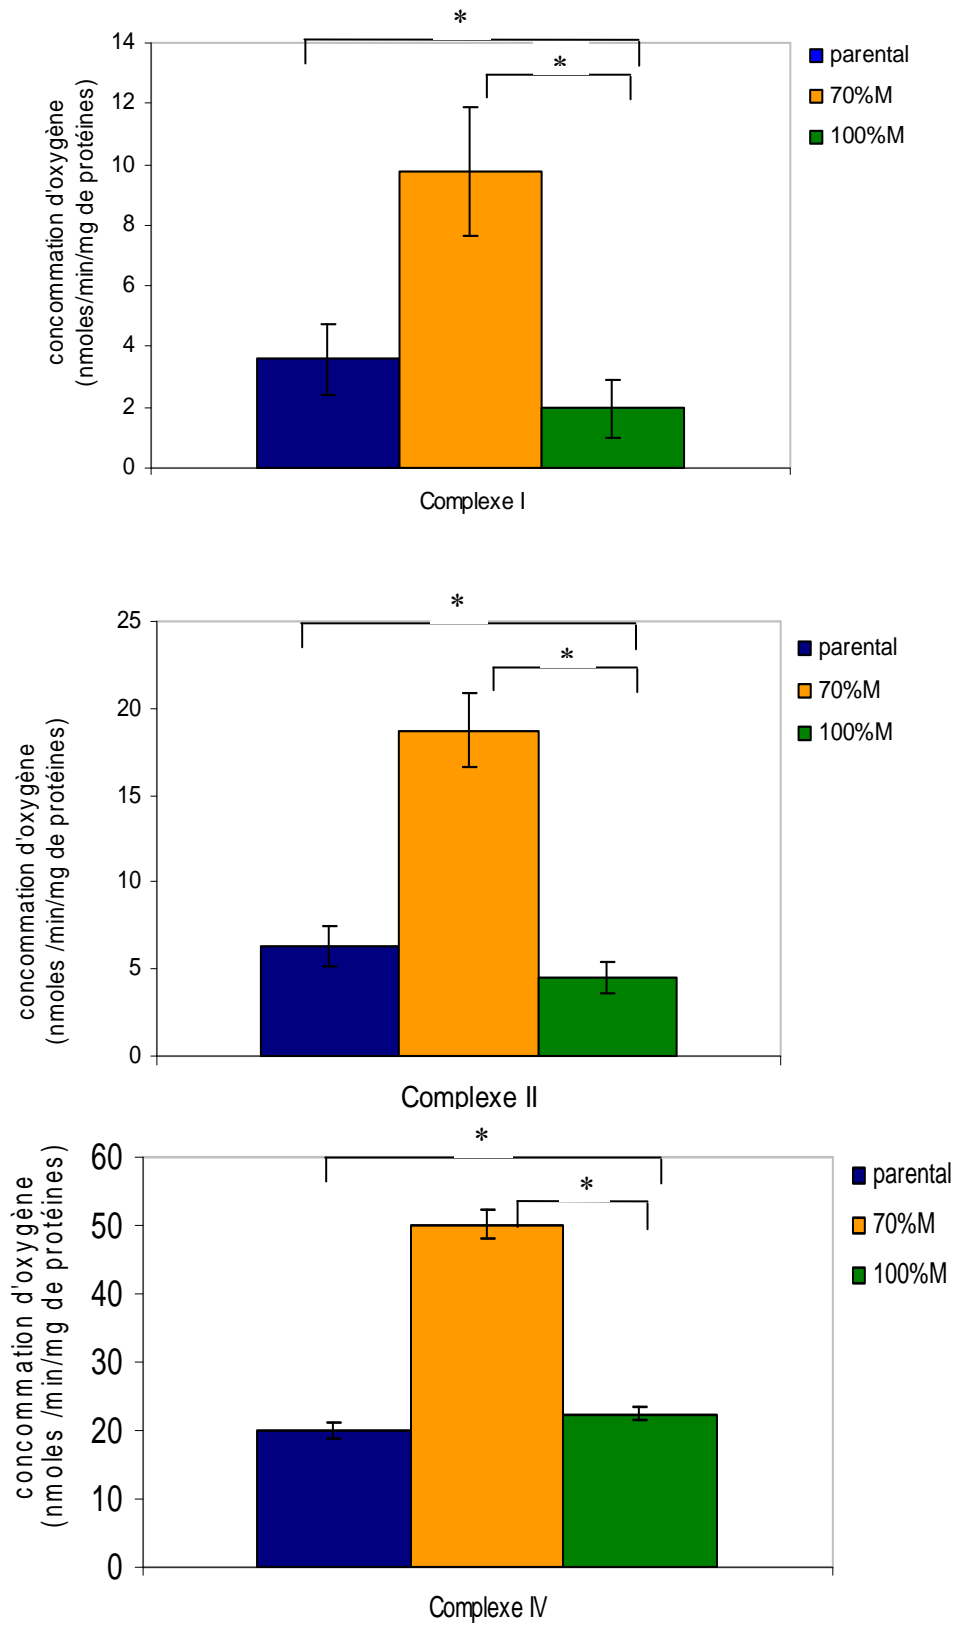 *
*
14
12
10
8
6
4
2
0
concommation d'oxygène
(nmoles/min/mg de protéines)
Complexe I
parental
70%M
100%M
*
*
25
20
15
10
5
0
concommation d'oxygène
(nmoles /min/mg de protéines)
Complexe II
parental
70%M
100%M
*
*
60
50
40
30
20
10
0
concommation d'oxygène
(nmoles /min/mg de protéines)
Complexe IV
parental
70%M
100%M